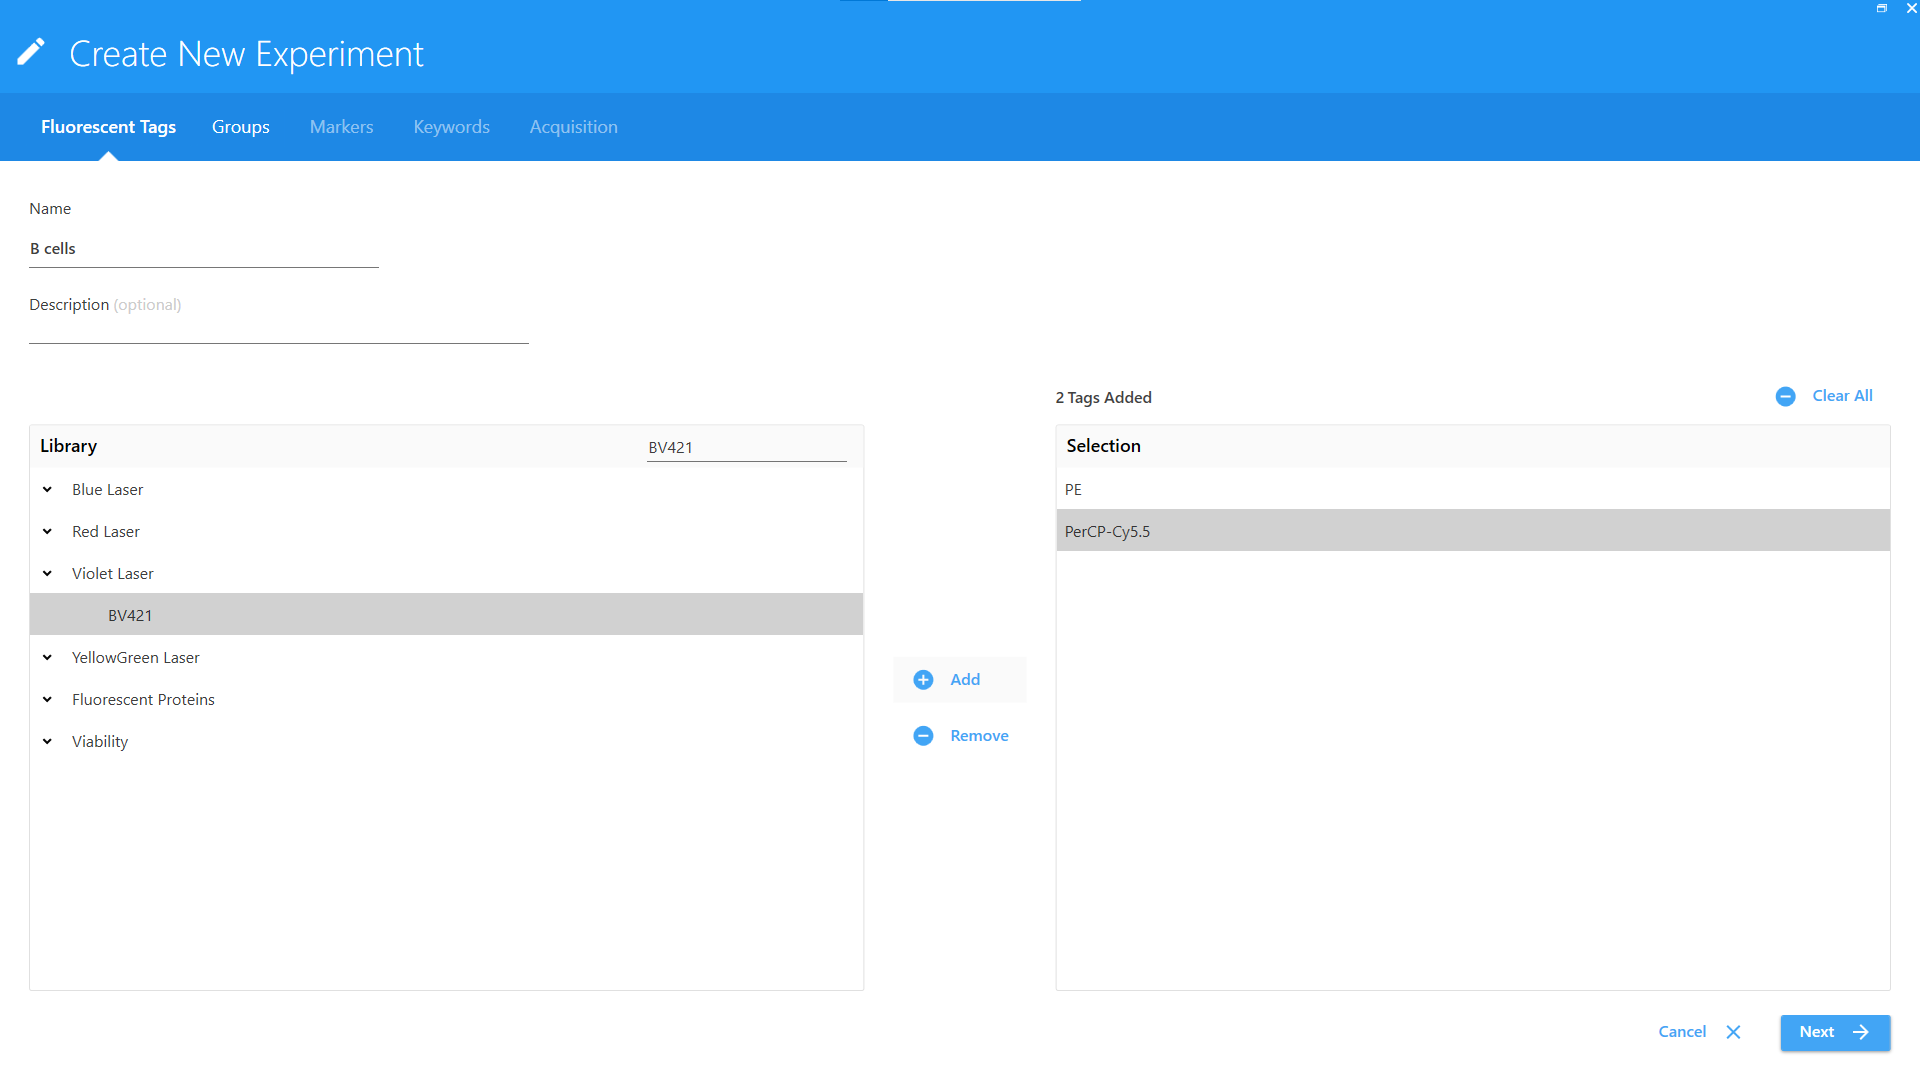 Create New Experiment
Fluorescent Tags Groups Markers Keywords Acquisition
Name
B cells
Description (optional)
2 Tags Added
Clear All
Library
BV421
Blue Laser
Red Laser
Violet Laser
BV421
YellowGreen Laser
Fluorescent Proteins
Viability
Add
Remove
Selection
PE
PerCP-Cy5.5
Cancel
Next